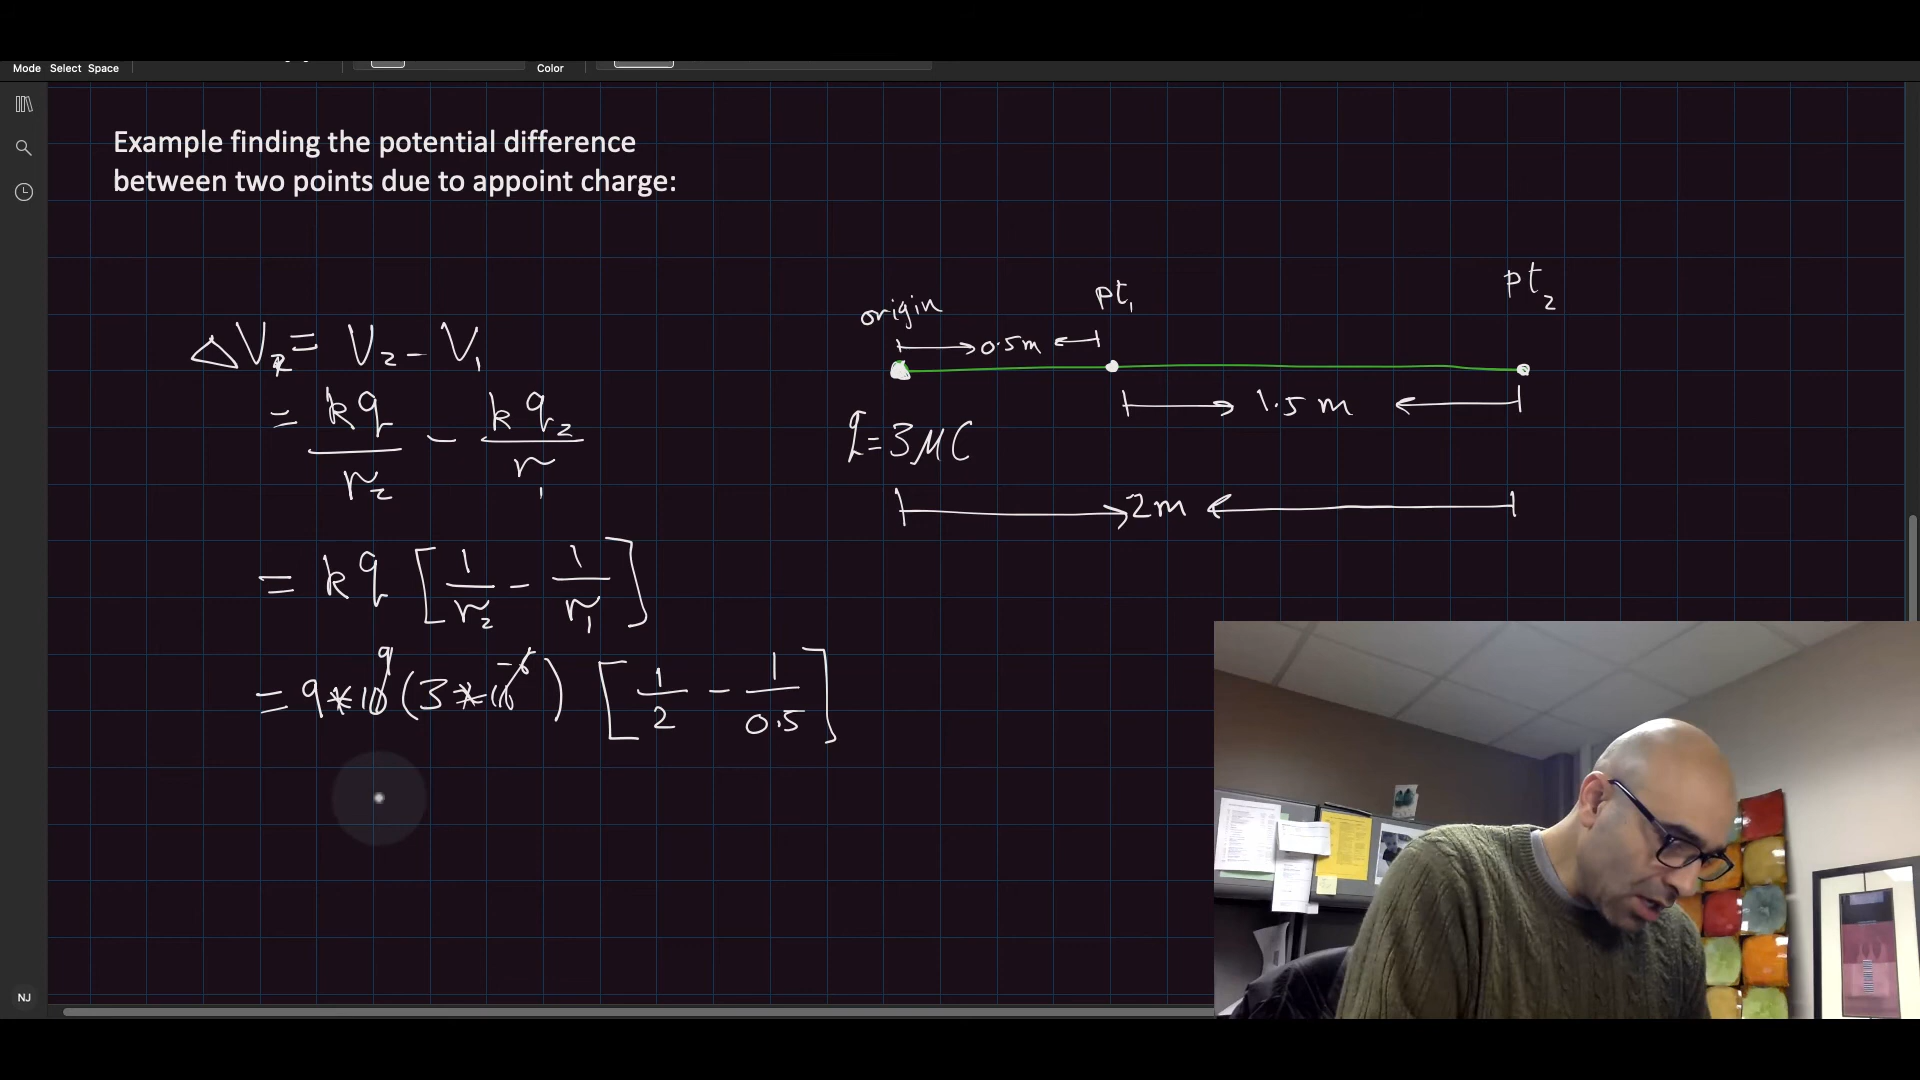 Mode Select Space Color
Example finding the potential difference
between two points due to appoint charge:
origin
pt₁
pt₂
0.5m
1.5 m
q=3μC
2m
ΔV₂ = V₂ - V₁
= kq/r₂ - kq₂/r₁
= kq [1/r₂ - 1/r₁]
= 9*10⁹(3*10⁻⁶) [1/2 - 1/0.5]
NJ